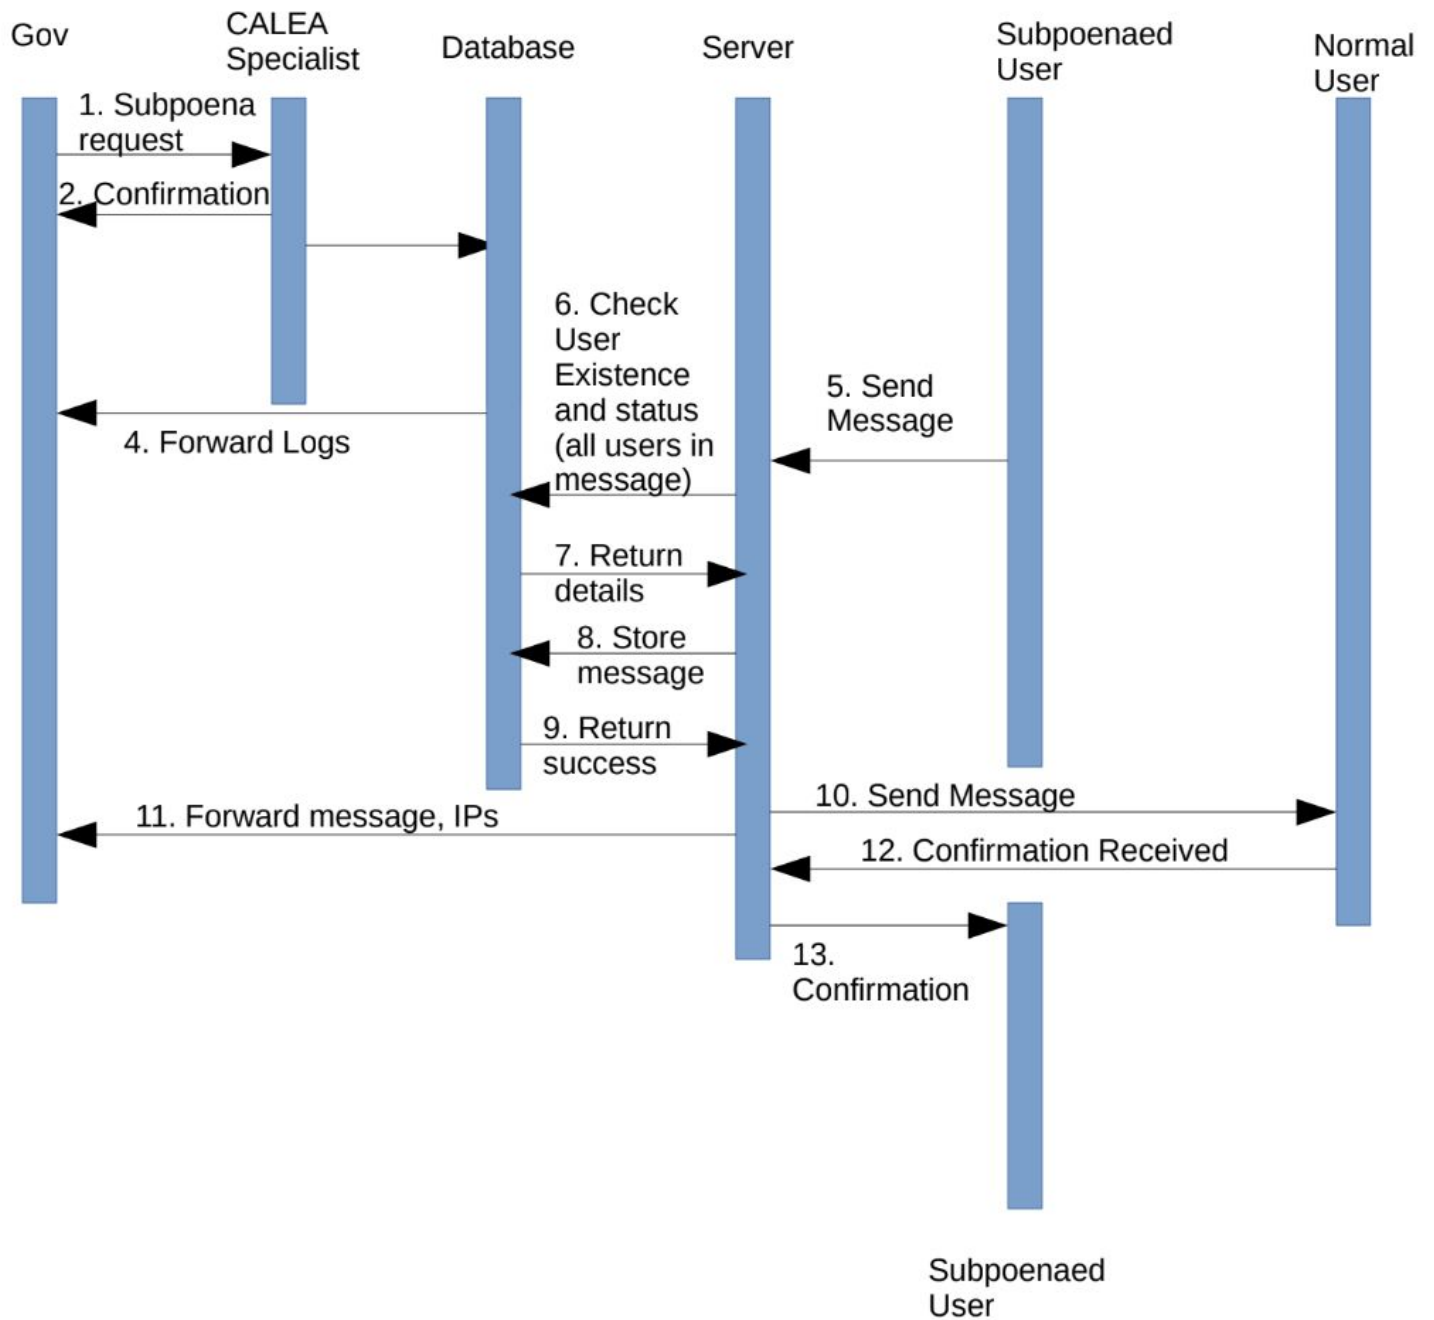 Gov
CALEA
Specialist
Database
Server
Subpoenaed
User
Normal
User
1. Subpoena
request
2. Confirmation
6. Check
User
Existence
and status
(all users in
message)
5. Send
Message
4. Forward Logs
7. Return
details
8. Store
message
9. Return
success
10. Send Message
11. Forward message, IPs
12. Confirmation Received
13.
Confirmation
Subpoenaed
User